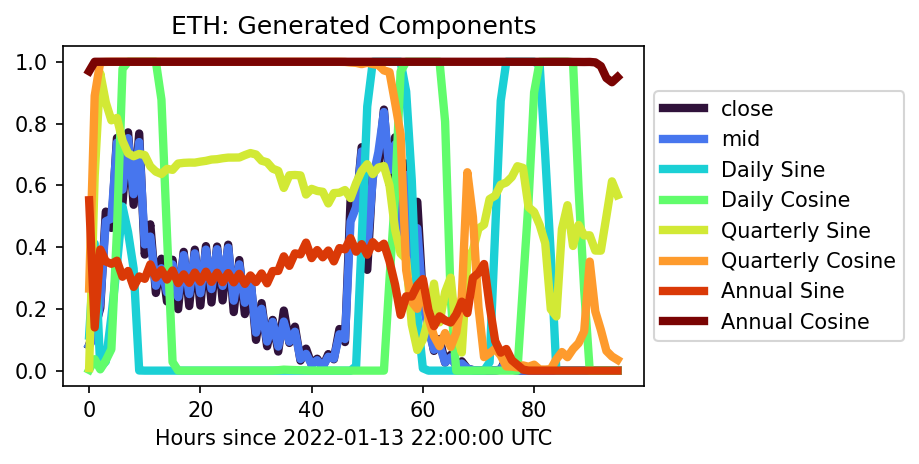 ETH: Generated Components
1.0
0.8
0.6
0.4
0.2
0.0
0
20
40
60
80
Hours since 2022-01-13 22:00:00 UTC
close
mid
Daily Sine
Daily Cosine
Quarterly Sine
Quarterly Cosine
Annual Sine
Annual Cosine